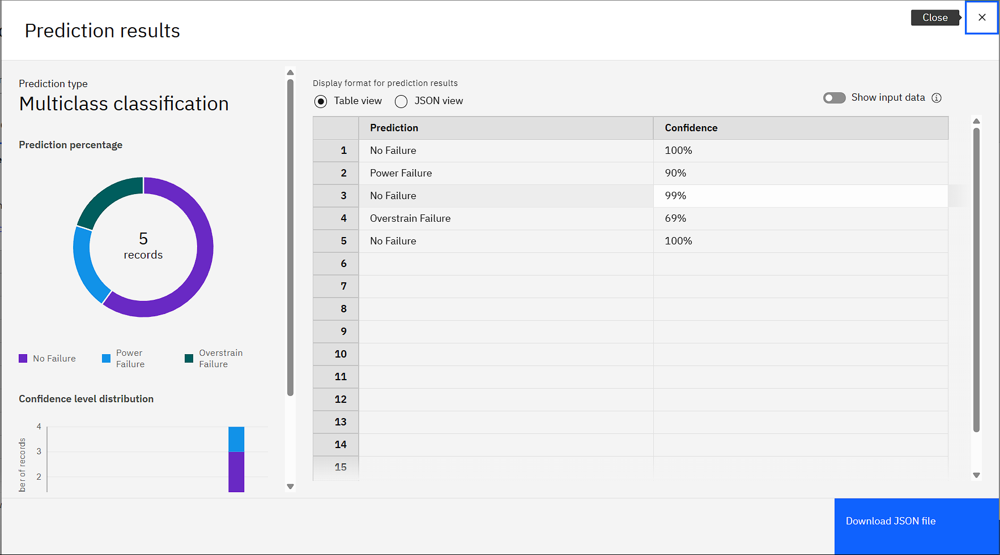 Prediction results
Close
Prediction type
Multiclass classification
Prediction percentage
5
records
No Failure
Power
Failure
Overstrain
Failure
Confidence level distribution
4
3
2
ber of records
Display format for prediction results
Table view JSON view
Show input data
Prediction Confidence
1 No Failure 100%
2 Power Failure 90%
3 No Failure 99%
4 Overstrain Failure 69%
5 No Failure 100%
6
7
8
9
10
11
12
13
14
15
Download JSON file